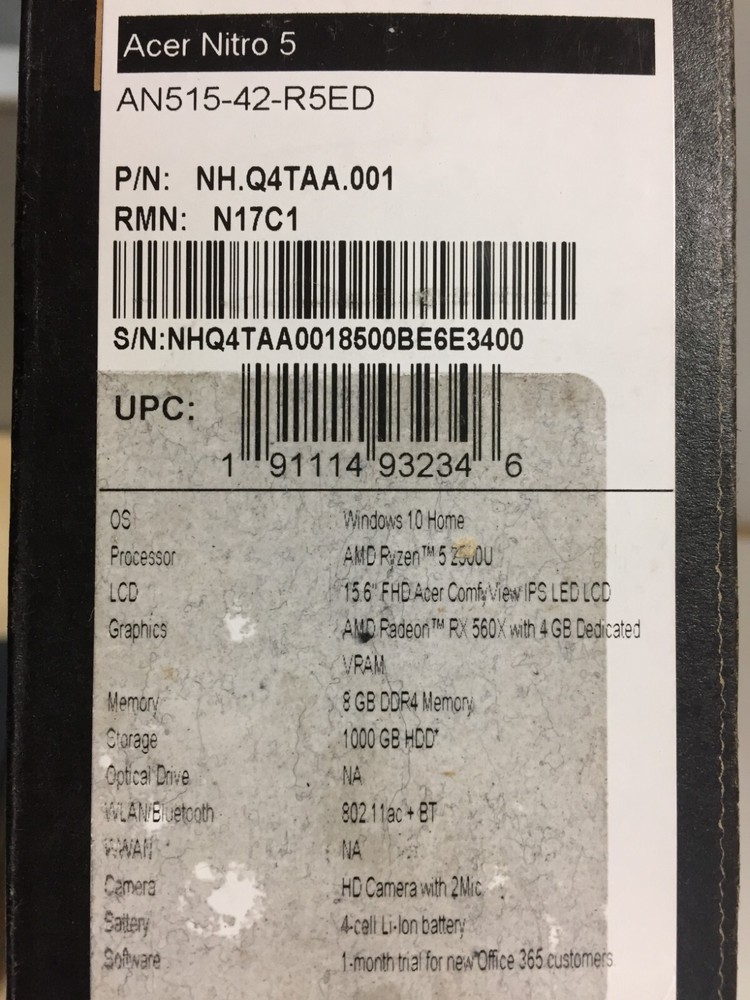 Acer Nitro 5
AN515-42-R5ED
P/N: NH.Q4TAA.001
RMN: N17C1
S/N:NHQ4TAA0018500BE6E3400
UPC:
1 91114 93234 6
OS Windows 10 Home
Processor AMD Ryzen™ 5 2500U
LCD 15.6" FHD Acer ComfyView IPS LED LCD
Graphics AMD Radeon™ RX 560X with 4 GB Dedicated
VRAM
Memory 8 GB DDR4 Memory
Storage 1000 GB HDD*
Optical Drive NA
WLAN/Bluetooth 802.11ac + BT
WWAN NA
Camera HD Camera with 2Mic
Battery 4-cell Li-Ion battery
Software 1-month trial for new Office 365 customers